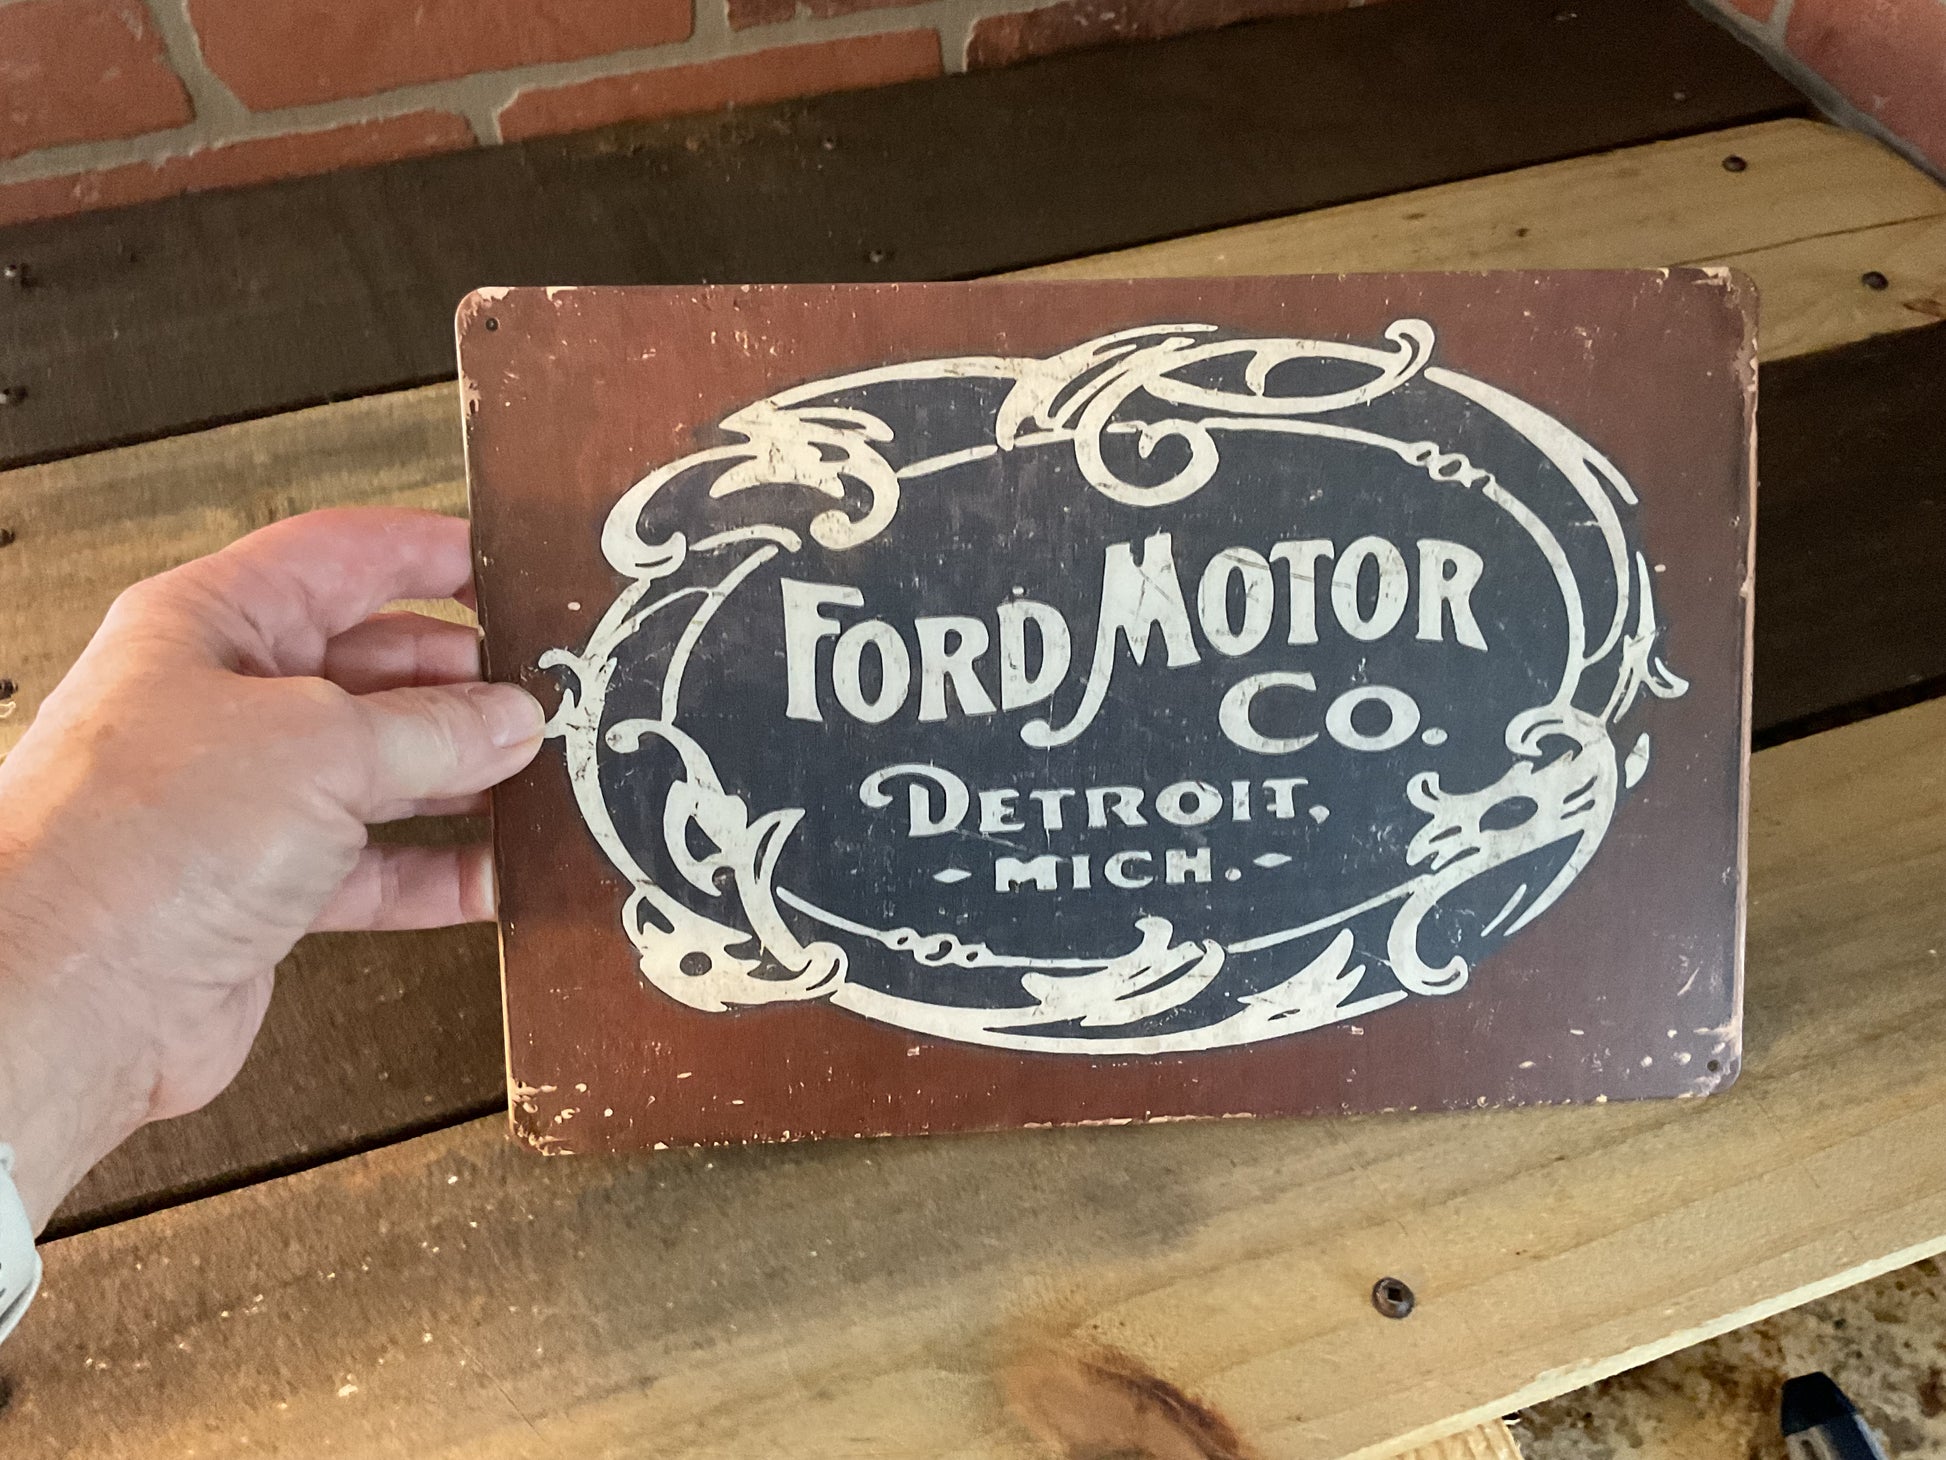 FORD MOTOR
CO.
DETROIT,
MICH.